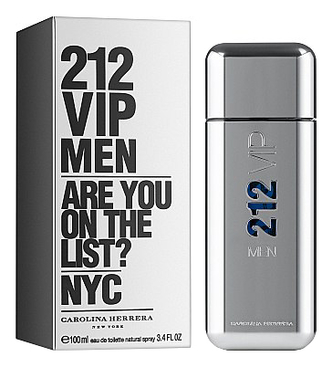 212
VIP
MEN
ARE YOU
ON THE
LIST?
NYC
CAROLINA HERRERA
NEW YORK
e100ml eau de toilette natural spray 3.4 FL OZ
212 VIP
MEN
CAROLINA HERRERA